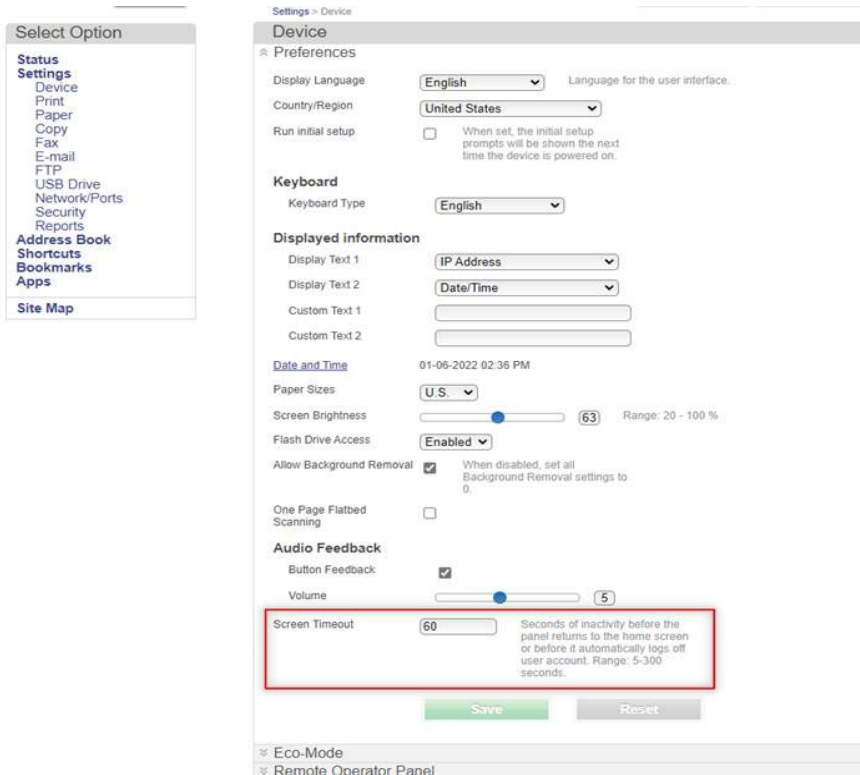 Settings > Device
Select Option
Status
Settings
Device
Print
Paper
Copy
Fax
E-mail
FTP
USB Drive
Network/Ports
Security
Reports
Address Book
Shortcuts
Bookmarks
Apps
Site Map
Device
Preferences
Display Language English Language for the user interface.
Country/Region United States
Run initial setup When set, the initial setup
prompts will be shown the next
time the device is powered on.
Keyboard
Keyboard Type English
Displayed information
Display Text 1 IP Address
Display Text 2 Date/Time
Custom Text 1
Custom Text 2
Date and Time 01-06-2022 02:36 PM
Paper Sizes U.S.
Screen Brightness 63 Range: 20 - 100 %
Flash Drive Access Enabled
Allow Background Removal When disabled, set all
Background Removal settings to
0.
One Page Flatbed
Scanning
Audio Feedback
Button Feedback
Volume 5
Screen Timeout 60 Seconds of inactivity before the
panel returns to the home screen
or before it automatically logs off
user account. Range: 5-300
seconds.
Save Reset
Eco-Mode
Remote Operator Panel